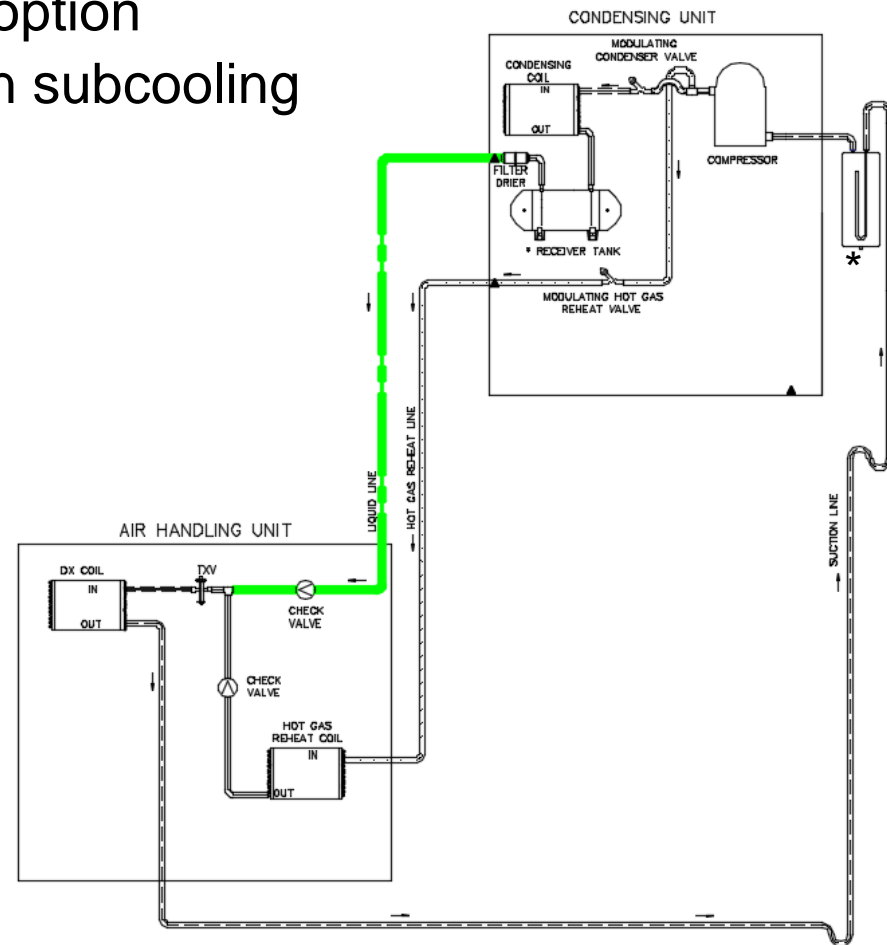 option
n subcooling
CONDENSING UNIT
MODULATING
CONDENSER VALVE
CONDENSING
COIL
IN
OUT
COMPRESSOR
FILTER
DRIER
* RECEIVER TANK
*
MODULATING HOT GAS
REHEAT VALVE
LIQUID LINE
HOT GAS REHEAT LINE
SUCTION LINE
AIR HANDLING UNIT
DX COIL
IN
OUT
TXV
CHECK
VALVE
CHECK
VALVE
HOT GAS
REHEAT COIL
IN
OUT